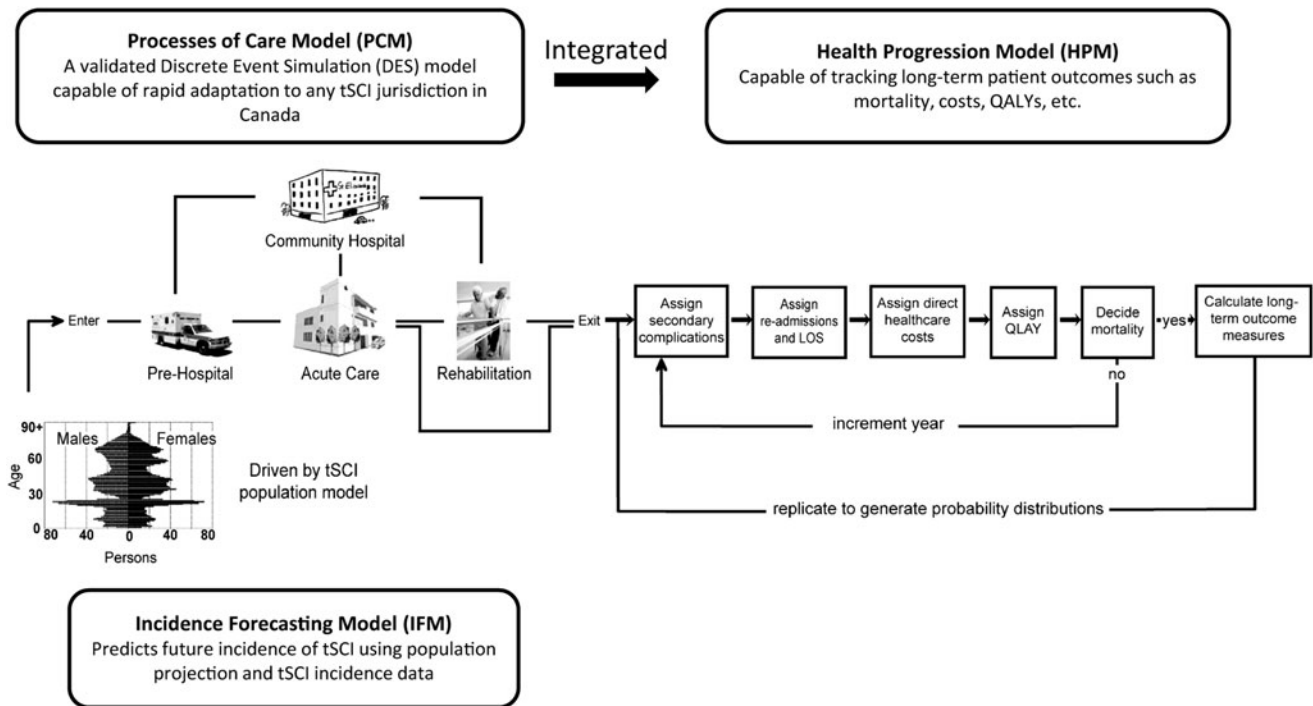 Processes of Care Model (PCM)
A validated Discrete Event Simulation (DES) model
capable of rapid adaptation to any tSCI jurisdiction in
Canada
Integrated
Health Progression Model (HPM)
Capable of tracking long-term patient outcomes such as
mortality, costs, QALYs, etc.
Community Hospital
Enter
Pre-Hospital
Acute Care
Rehabilitation
Exit
Assign
secondary
complications
Assign
re-admissions
and LOS
Assign direct
healthcare
costs
Assign
QLAY
Decide
mortality
yes
Calculate long-
term outcome
measures
no
increment year
replicate to generate probability distributions
90+
Males
Females
60
Age
30
0
80 40 0 40 80
Persons
Driven by tSCI
population model
Incidence Forecasting Model (IFM)
Predicts future incidence of tSCI using population
projection and tSCI incidence data